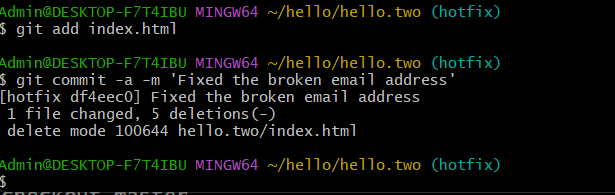 Admin@DESKTOP-F7T4IBU MINGW64 ~/hello/hello.two (hotfix)
$ git add index.html
Admin@DESKTOP-F7T4IBU MINGW64 ~/hello/hello.two (hotfix)
$ git commit -a -m 'Fixed the broken email address'
[hotfix df4eec0] Fixed the broken email address
 1 file changed, 5 deletions(-)
 delete mode 100644 hello.two/index.html
Admin@DESKTOP-F7T4IBU MINGW64 ~/hello/hello.two (hotfix)
$